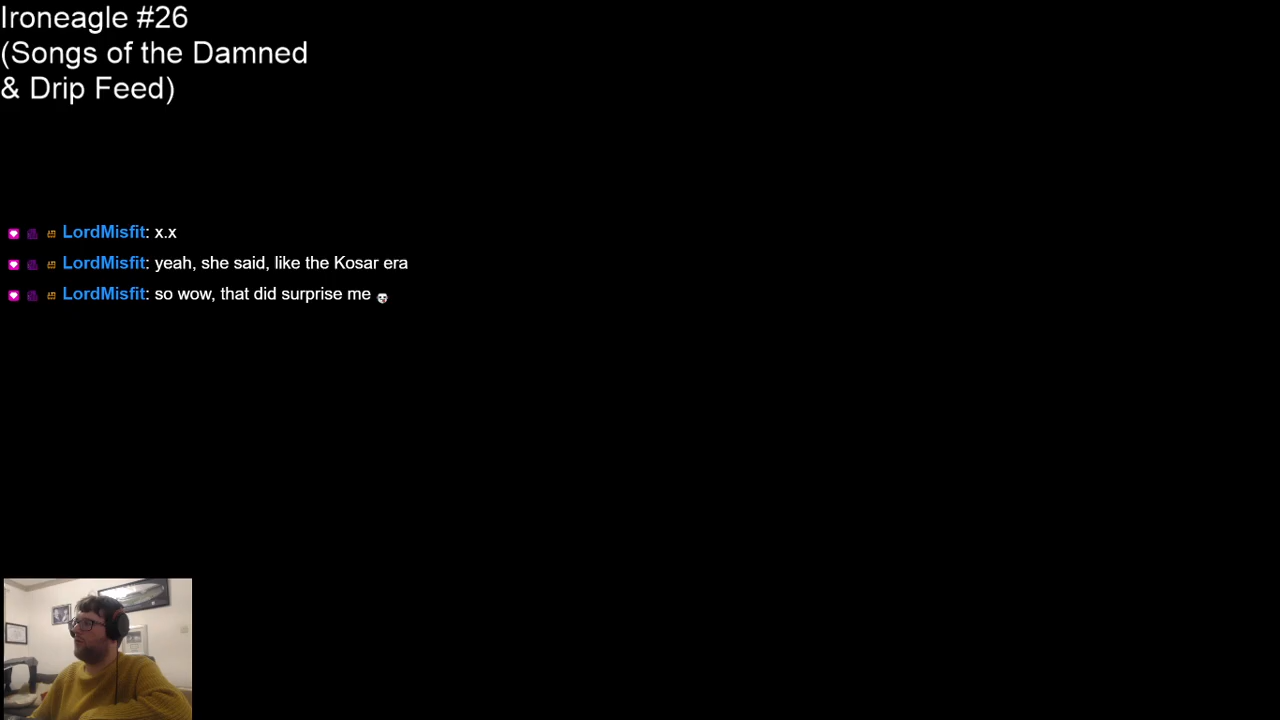 Ironeagle #26
(Songs of the Damned
& Drip Feed)
LordMisfit: x.x
LordMisfit: yeah, she said, like the Kosar era
LordMisfit: so wow, that did surprise me